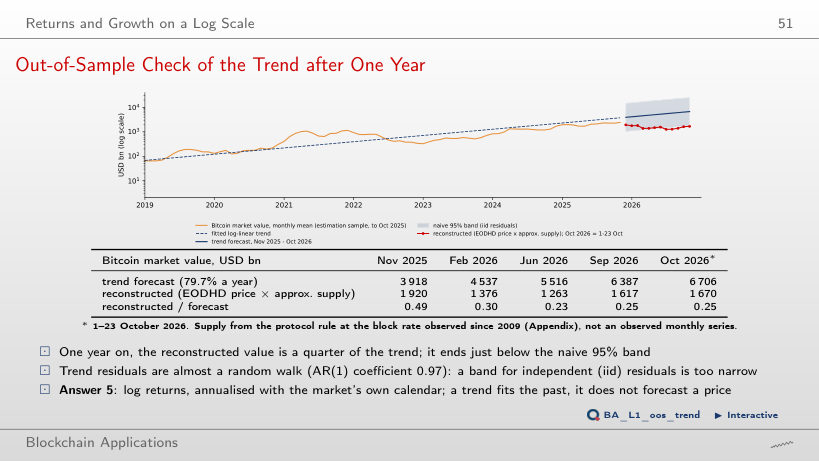 Returns and Growth on a Log Scale 51
Out-of-Sample Check of the Trend after One Year
USD bn (log scale)
10⁴
10³
10²
10¹
2019 2020 2021 2022 2023 2024 2025 2026
Bitcoin market value, monthly mean (estimation sample, to Oct 2025)
fitted log-linear trend
trend forecast, Nov 2025 - Oct 2026
naive 95% band (iid residuals)
reconstructed (EODHD price x approx. supply); Oct 2026 = 1-23 Oct
Bitcoin market value, USD bn Nov 2025 Feb 2026 Jun 2026 Sep 2026 Oct 2026*
trend forecast (79.7% a year) 3 918 4 537 5 516 6 387 6 706
reconstructed (EODHD price × approx. supply) 1 920 1 376 1 263 1 617 1 670
reconstructed / forecast 0.49 0.30 0.23 0.25 0.25
* 1–23 October 2026. Supply from the protocol rule at the block rate observed since 2009 (Appendix), not an observed monthly series.
One year on, the reconstructed value is a quarter of the trend; it ends just below the naive 95% band
Trend residuals are almost a random walk (AR(1) coefficient 0.97): a band for independent (iid) residuals is too narrow
Answer 5: log returns, annualised with the market's own calendar; a trend fits the past, it does not forecast a price
BA_L1_oos_trend ▶ Interactive
Blockchain Applications